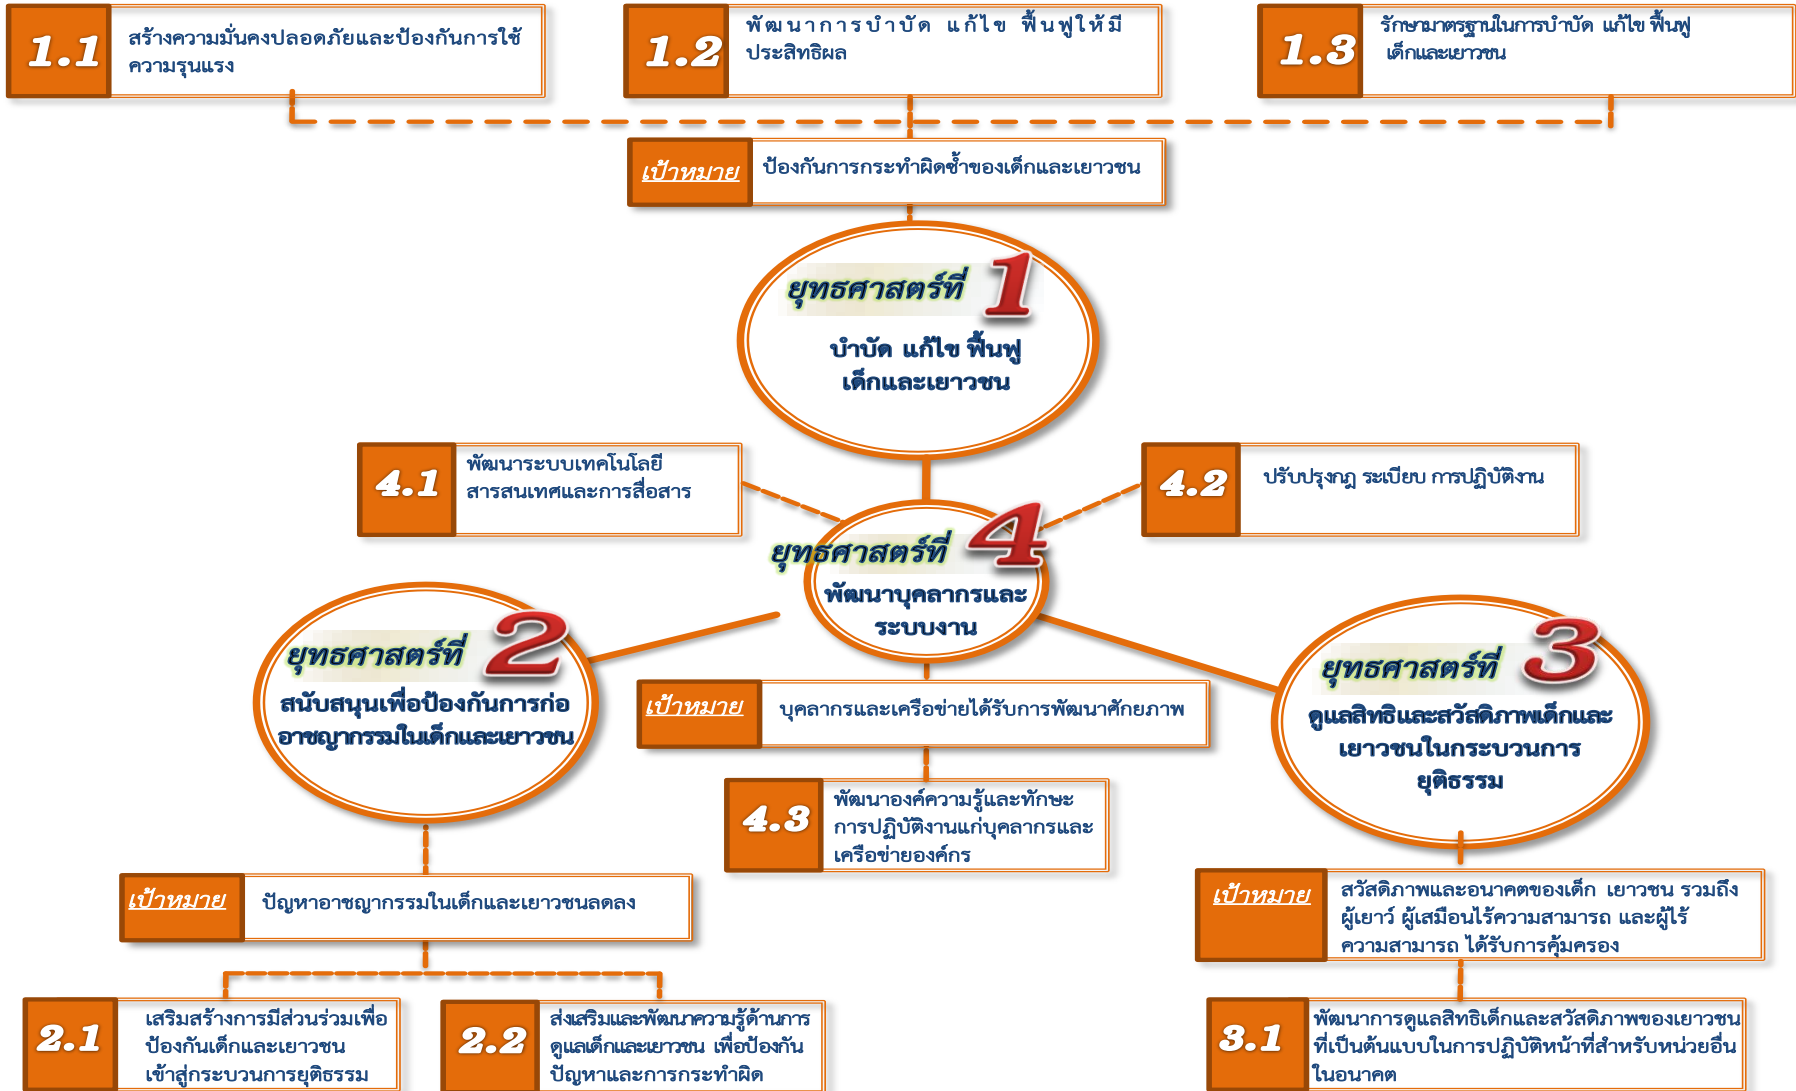 1.1
สร้างความมั่นคงปลอดภัยและป้องกันการใช้
ความรุนแรง
1.2
พัฒนาการบำบัด แก้ไข ฟื้นฟูให้มี
ประสิทธิผล
1.3
รักษามาตรฐานในการบำบัด แก้ไข ฟื้นฟู
เด็กและเยาวชน
เป้าหมาย
ป้องกันการกระทำผิดซ้ำของเด็กและเยาวชน
ยุทธศาสตร์ที่ 1
บำบัด แก้ไข ฟื้นฟู
เด็กและเยาวชน
4.1
พัฒนาระบบเทคโนโลยี
สารสนเทศและการสื่อสาร
4.2
ปรับปรุงกฎ ระเบียบ การปฏิบัติงาน
ยุทธศาสตร์ที่ 4
พัฒนาบุคลากรและ
ระบบงาน
ยุทธศาสตร์ที่ 2
สนับสนุนเพื่อป้องกันการก่อ
อาชญากรรมในเด็กและเยาวชน
ยุทธศาสตร์ที่ 3
ดูแลสิทธิและสวัสดิภาพเด็กและ
เยาวชนในกระบวนการ
ยุติธรรม
เป้าหมาย
บุคลากรและเครือข่ายได้รับการพัฒนาศักยภาพ
4.3
พัฒนาองค์ความรู้และทักษะ
การปฏิบัติงานแก่บุคลากรและ
เครือข่ายองค์กร
เป้าหมาย
ปัญหาอาชญากรรมในเด็กและเยาวชนลดลง
เป้าหมาย
สวัสดิภาพและอนาคตของเด็ก เยาวชน รวมถึง
ผู้เยาว์ ผู้เสมือนไร้ความสามารถ และผู้ไร้
ความสามารถ ได้รับการคุ้มครอง
2.1
เสริมสร้างการมีส่วนร่วมเพื่อ
ป้องกันเด็กและเยาวชน
เข้าสู่กระบวนการยุติธรรม
2.2
ส่งเสริมและพัฒนาความรู้ด้านการ
ดูแลเด็กและเยาวชน เพื่อป้องกัน
ปัญหาและการกระทำผิด
3.1
พัฒนาการดูแลสิทธิเด็กและสวัสดิภาพของเยาวชน
ที่เป็นต้นแบบในการปฏิบัติหน้าที่สำหรับหน่วยอื่น
ในอนาคต